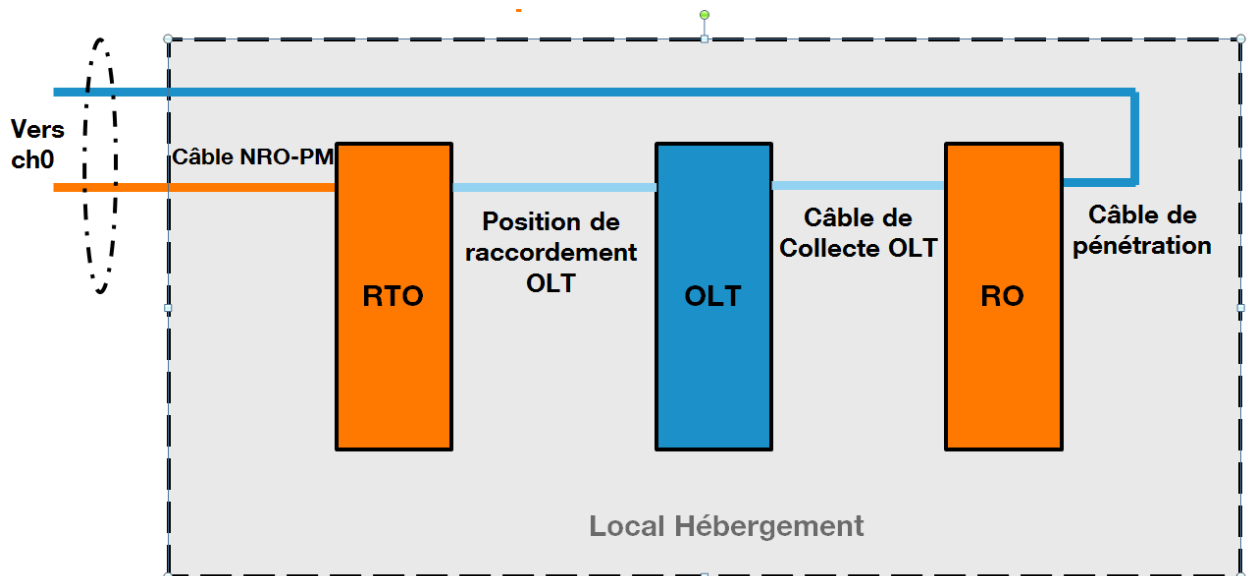 Vers
ch0
Câble NRO-PM
Position de
raccordement
OLT
Câble de
Collecte OLT
Câble de
pénétration
RTO
OLT
RO
Local Hébergement